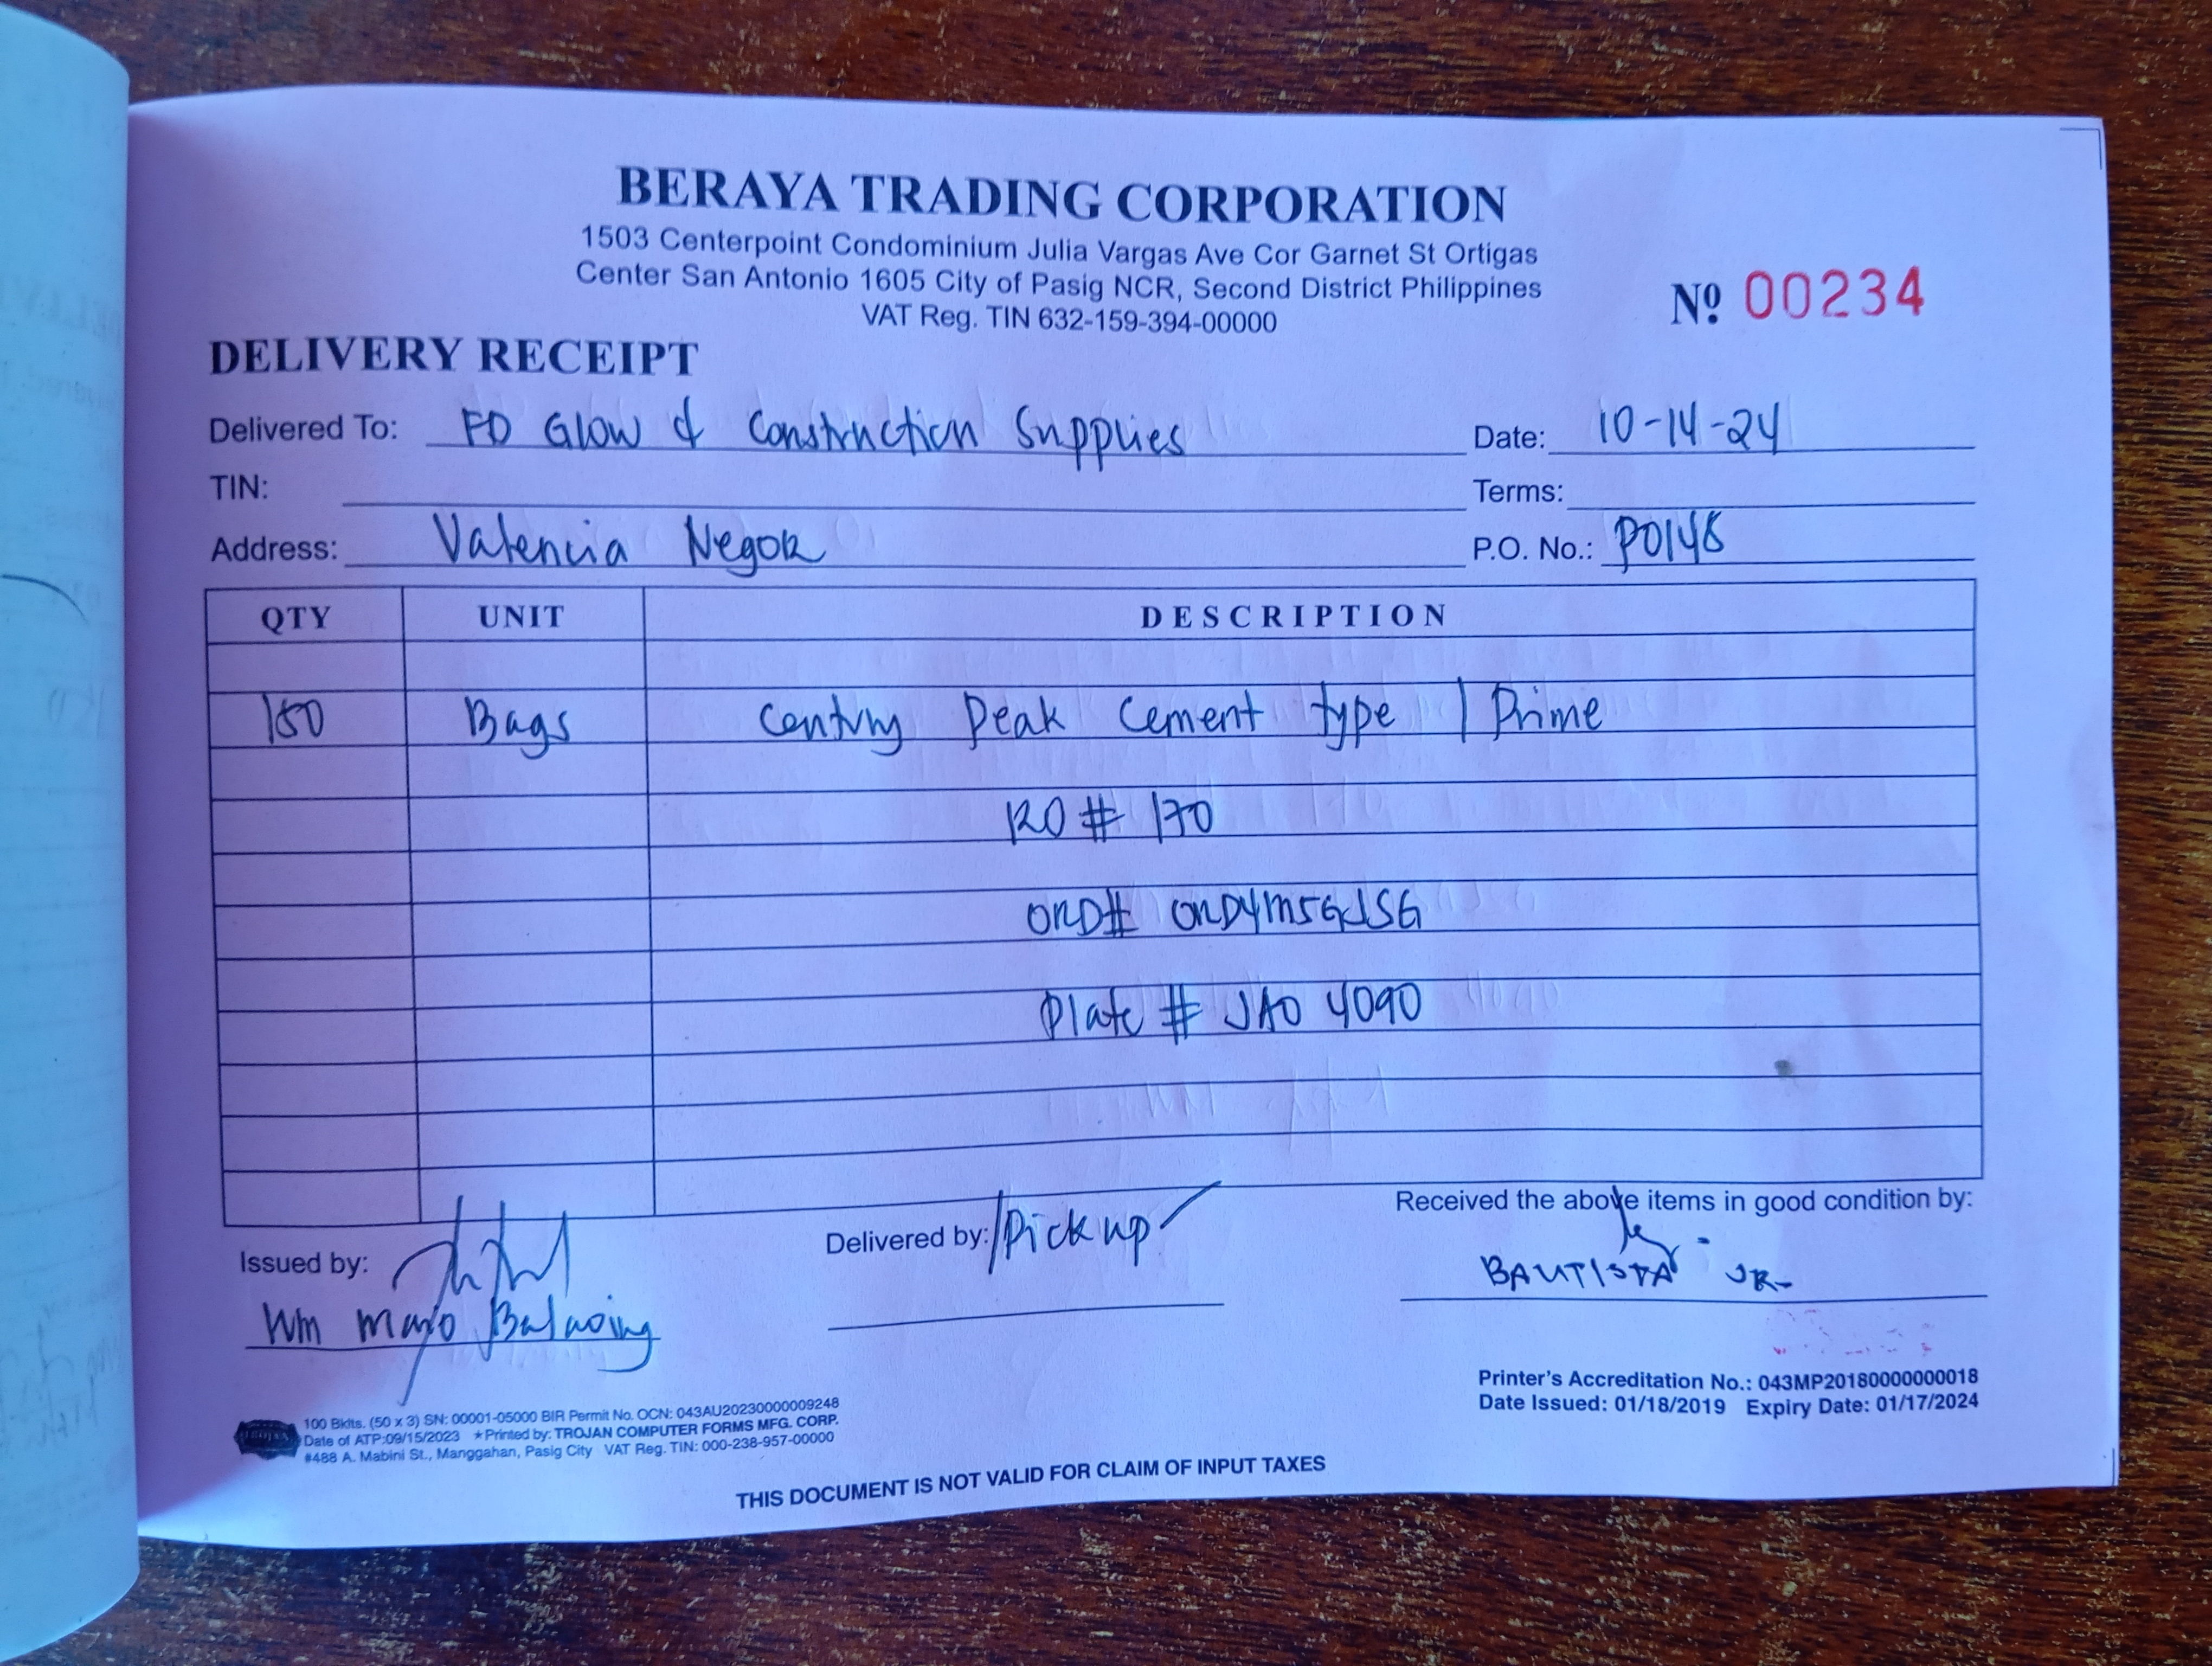 BERAYA TRADING CORPORATION
1503 Centerpoint Condominium Julia Vargas Ave Cor Garnet St Ortigas
Center San Antonio 1605 City of Pasig NCR, Second District Philippines
VAT Reg. TIN 632-159-394-00000
Nº 00234
DELIVERY RECEIPT
Delivered To: FD Glow & Construction Supplies
Date: 10-14-24
TIN:
Terms:
Address: Valencia Negor
P.O. No.: PO148
QTY UNIT DESCRIPTION
150 Bags Century Peak Cement type 1 Prime
RO # 170
ORD#
Plate # JAO 4090
Issued by:
Delivered by: /Pick up
Received the above items in good condition by:
BAUTISTA JR.
Wm
Printer's Accreditation No.: 043MP20180000000018
Date Issued: 01/18/2019 Expiry Date: 01/17/2024
100 Bklts. (50 x 3) SN: 00001-05000 BIR Permit No. OCN: 043AU20230000009248
Date of ATP:09/15/2023 ★Printed by: TROJAN COMPUTER FORMS MFG. CORP.
#488 A. Mabini St., Manggahan, Pasig City VAT Reg. TIN: 000-238-957-00000
THIS DOCUMENT IS NOT VALID FOR CLAIM OF INPUT TAXES